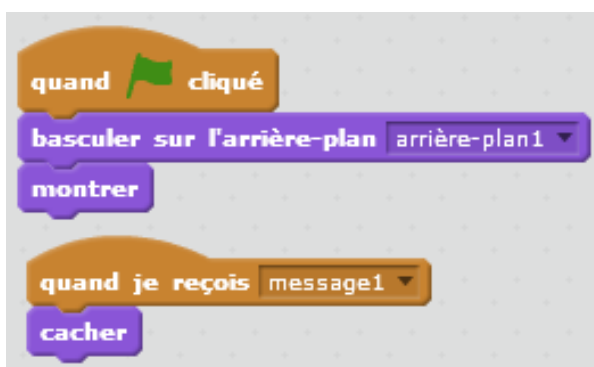 quand cliqué
basculer sur l'arrière-plan arrière-plan1
montrer
quand je reçois message1
cacher